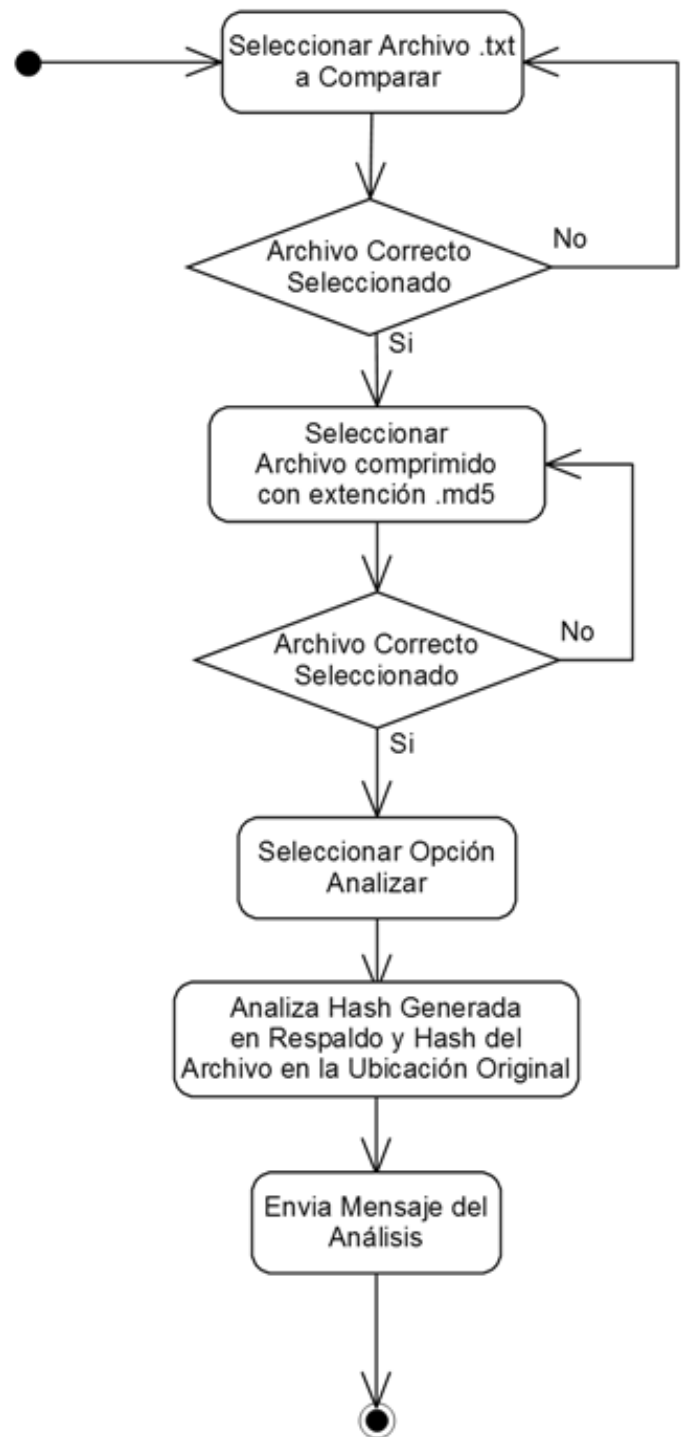 Seleccionar Archivo .txt
a Comparar
Archivo Correcto
Seleccionado
No
Si
Seleccionar
Archivo comprimido
con extención .md5
Archivo Correcto
Seleccionado
No
Si
Seleccionar Opción
Analizar
Analiza Hash Generada
en Respaldo y Hash del
Archivo en la Ubicación Original
Envia Mensaje del
Análisis